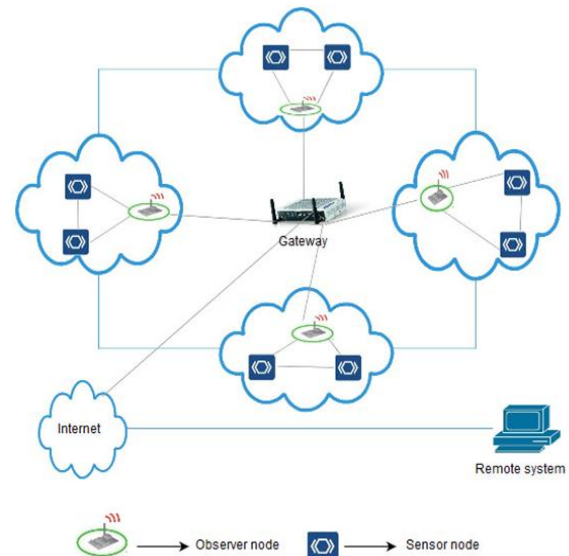 Gateway
Internet
Remote system
Observer node
Sensor node